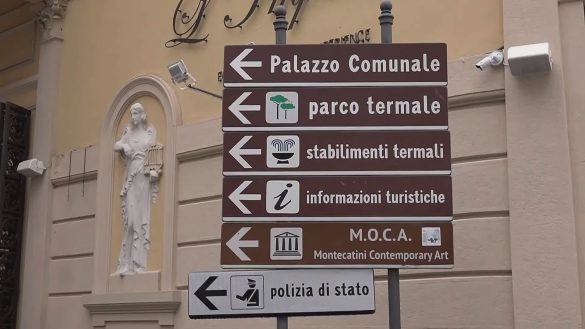 Palazzo Comunale
parco termale
stabilimenti termali
informazioni turistiche
M.O.C.A.
Montecatini Contemporary Art
polizia di stato